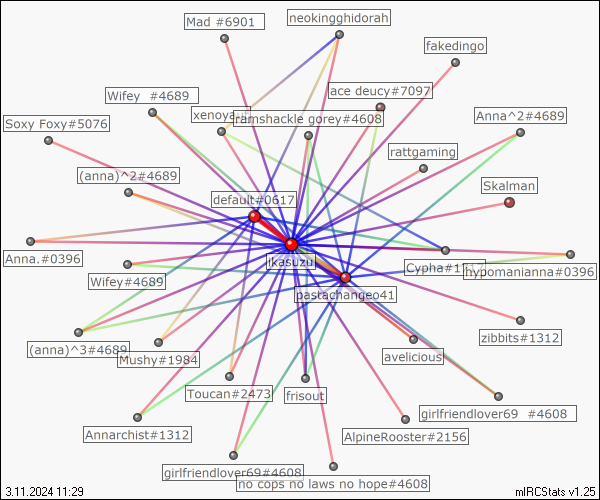 Mad #6901
neokingghidorah
fakedingo
ace deucy#7097
Wifey  #4689
ramshackle gorey#4608
Anna^2#4689
Soxy Foxy#5076
rattgaming
(anna)^2#4689
Skalman
default#0617
Anna.#0396
jikasuzu
Cypha#1
hypomanianna#0396
Wifey#4689
pastachangeo41
zibbits#1312
(anna)^3#4689
Mushy#1984
avelicious
Toucan#2473
frisout
girlfriendlover69  #4608
Annarchist#1312
AlpineRooster#2156
girlfriendlover69#4608
no cops no laws no hope#4608
3.11.2024 11:29
mIRCStats v1.25